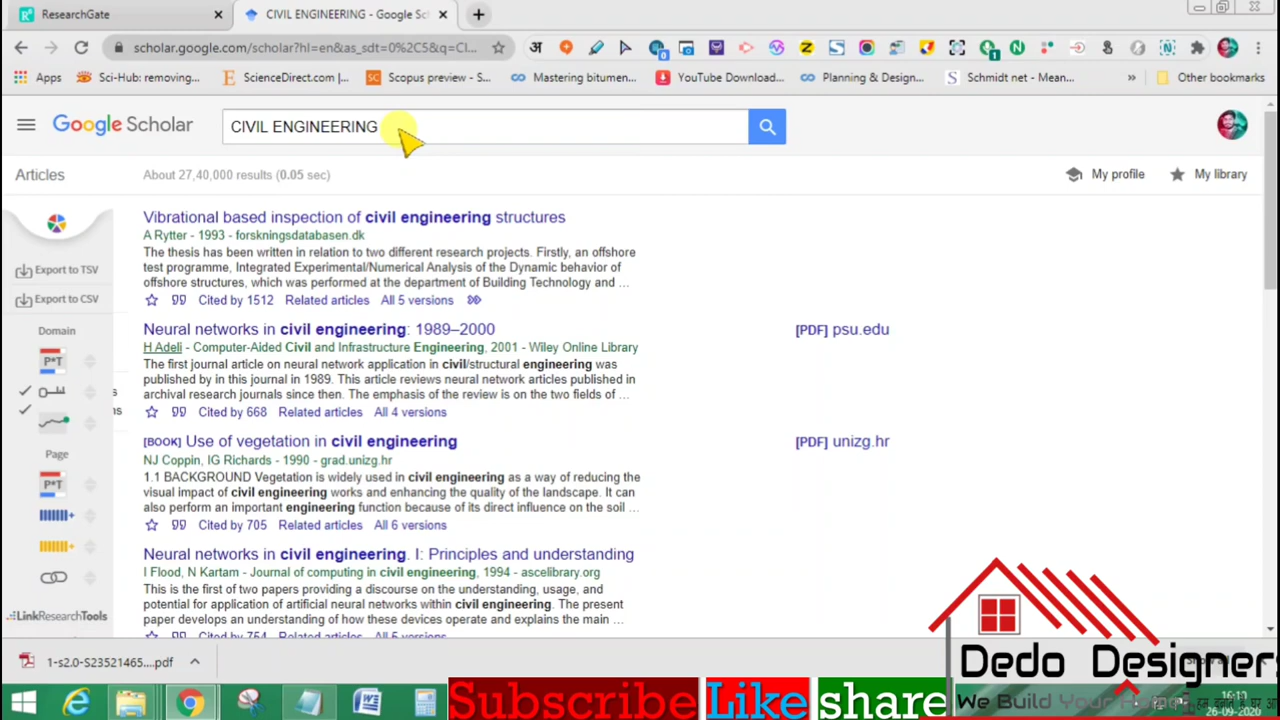 ResearchGate
CIVIL ENGINEERING - Google Sch
scholar.google.com/scholar?hl=en&as_sdt=0%2C5&q=CI...
Apps
Sci-Hub: removing...
ScienceDirect.com |...
Scopus preview - S...
Mastering bitumen...
YouTube Download...
Planning & Design...
Schmidt net - Mean...
»
Other bookmarks
Google Scholar
CIVIL ENGINEERING
Articles
About 27,40,000 results (0.05 sec)
My profile
My library
Vibrational based inspection of civil engineering structures
A Rytter - 1993 - forskningsdatabasen.dk
The thesis has been written in relation to two different research projects. Firstly, an offshore
test programme, Integrated Experimental/Numerical Analysis of the Dynamic behavior of
offshore structures, which was performed at the department of Building Technology and ...
Cited by 1512 Related articles All 5 versions
Neural networks in civil engineering: 1989–2000
[PDF] psu.edu
H Adeli - Computer-Aided Civil and Infrastructure Engineering, 2001 - Wiley Online Library
The first journal article on neural network application in civil/structural engineering was
published by in this journal in 1989. This article reviews neural network articles published in
archival research journals since then. The emphasis of the review is on the two fields of ...
Cited by 668 Related articles All 4 versions
[BOOK] Use of vegetation in civil engineering
[PDF] unizg.hr
NJ Coppin, IG Richards - 1990 - grad.unizg.hr
1.1 BACKGROUND Vegetation is widely used in civil engineering as a way of reducing the
visual impact of civil engineering works and enhancing the quality of the landscape. It can
also perform an important engineering function because of its direct influence on the soil ...
Cited by 705 Related articles All 6 versions
Neural networks in civil engineering. I: Principles and understanding
I Flood, N Kartam - Journal of computing in civil engineering, 1994 - ascelibrary.org
This is the first of two papers providing a discourse on the understanding, usage, and
potential for application of artificial neural networks within civil engineering. The present
paper develops an understanding of how these devices operate and explains the main ...
Cited by 754 Related articles All 5 versions
Export to TSV
Export to CSV
Domain
P*T
Page
P*T
LinkResearchTools
1-s2.0-S23521465....pdf
Dedo Designers
We Build Your Home
Subscribe Like share
16:10
26-09-2020